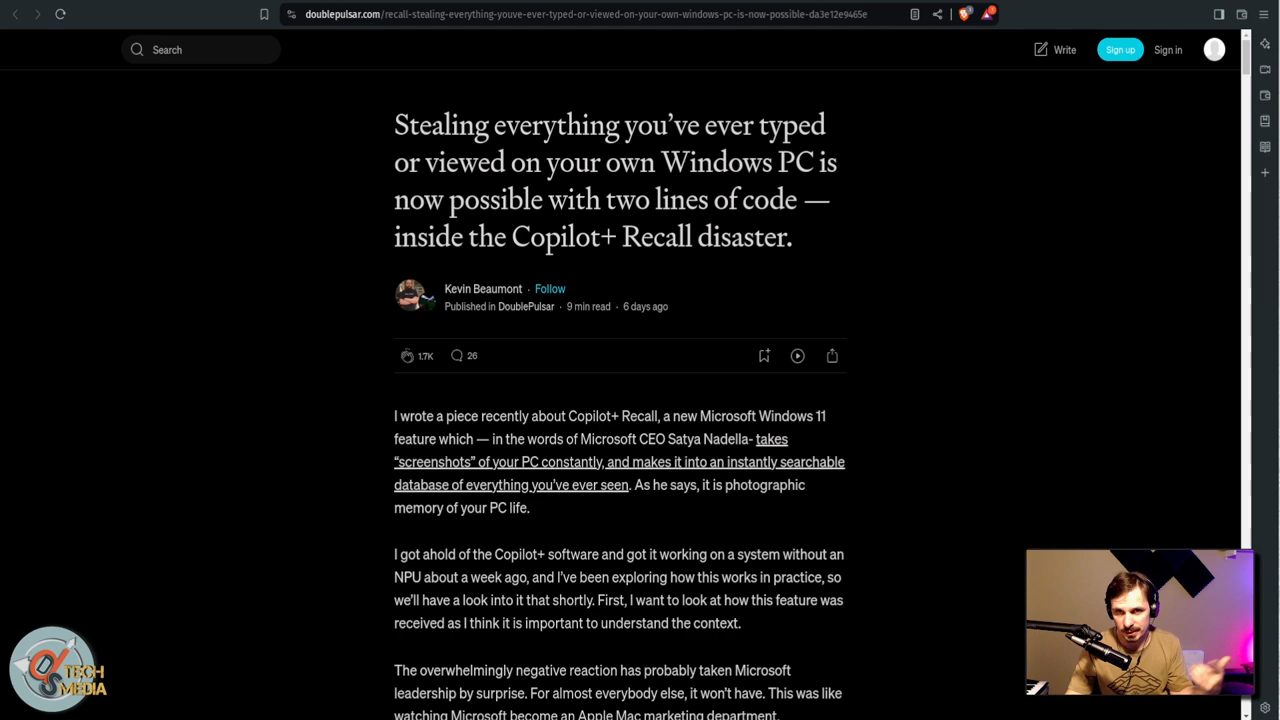 doublepulsar.com/recall-stealing-everything-youve-ever-typed-or-viewed-on-your-own-windows-pc-is-now-possible-da3e12e9465e
Search
Write
Sign up
Sign in
Stealing everything you’ve ever typed
or viewed on your own Windows PC is
now possible with two lines of code —
inside the Copilot+ Recall disaster.
Kevin Beaumont · Follow
Published in DoublePulsar · 9 min read · 6 days ago
1.7K
26
I wrote a piece recently about Copilot+ Recall, a new Microsoft Windows 11
feature which — in the words of Microsoft CEO Satya Nadella- takes
“screenshots” of your PC constantly, and makes it into an instantly searchable
database of everything you’ve ever seen. As he says, it is photographic
memory of your PC life.
I got ahold of the Copilot+ software and got it working on a system without an
NPU about a week ago, and I’ve been exploring how this works in practice, so
we’ll have a look into it that shortly. First, I want to look at how this feature was
received as I think it is important to understand the context.
The overwhelmingly negative reaction has probably taken Microsoft
leadership by surprise. For almost everybody else, it won’t have. This was like
watching Microsoft become an Apple Mac marketing department.
TECH
MEDIA